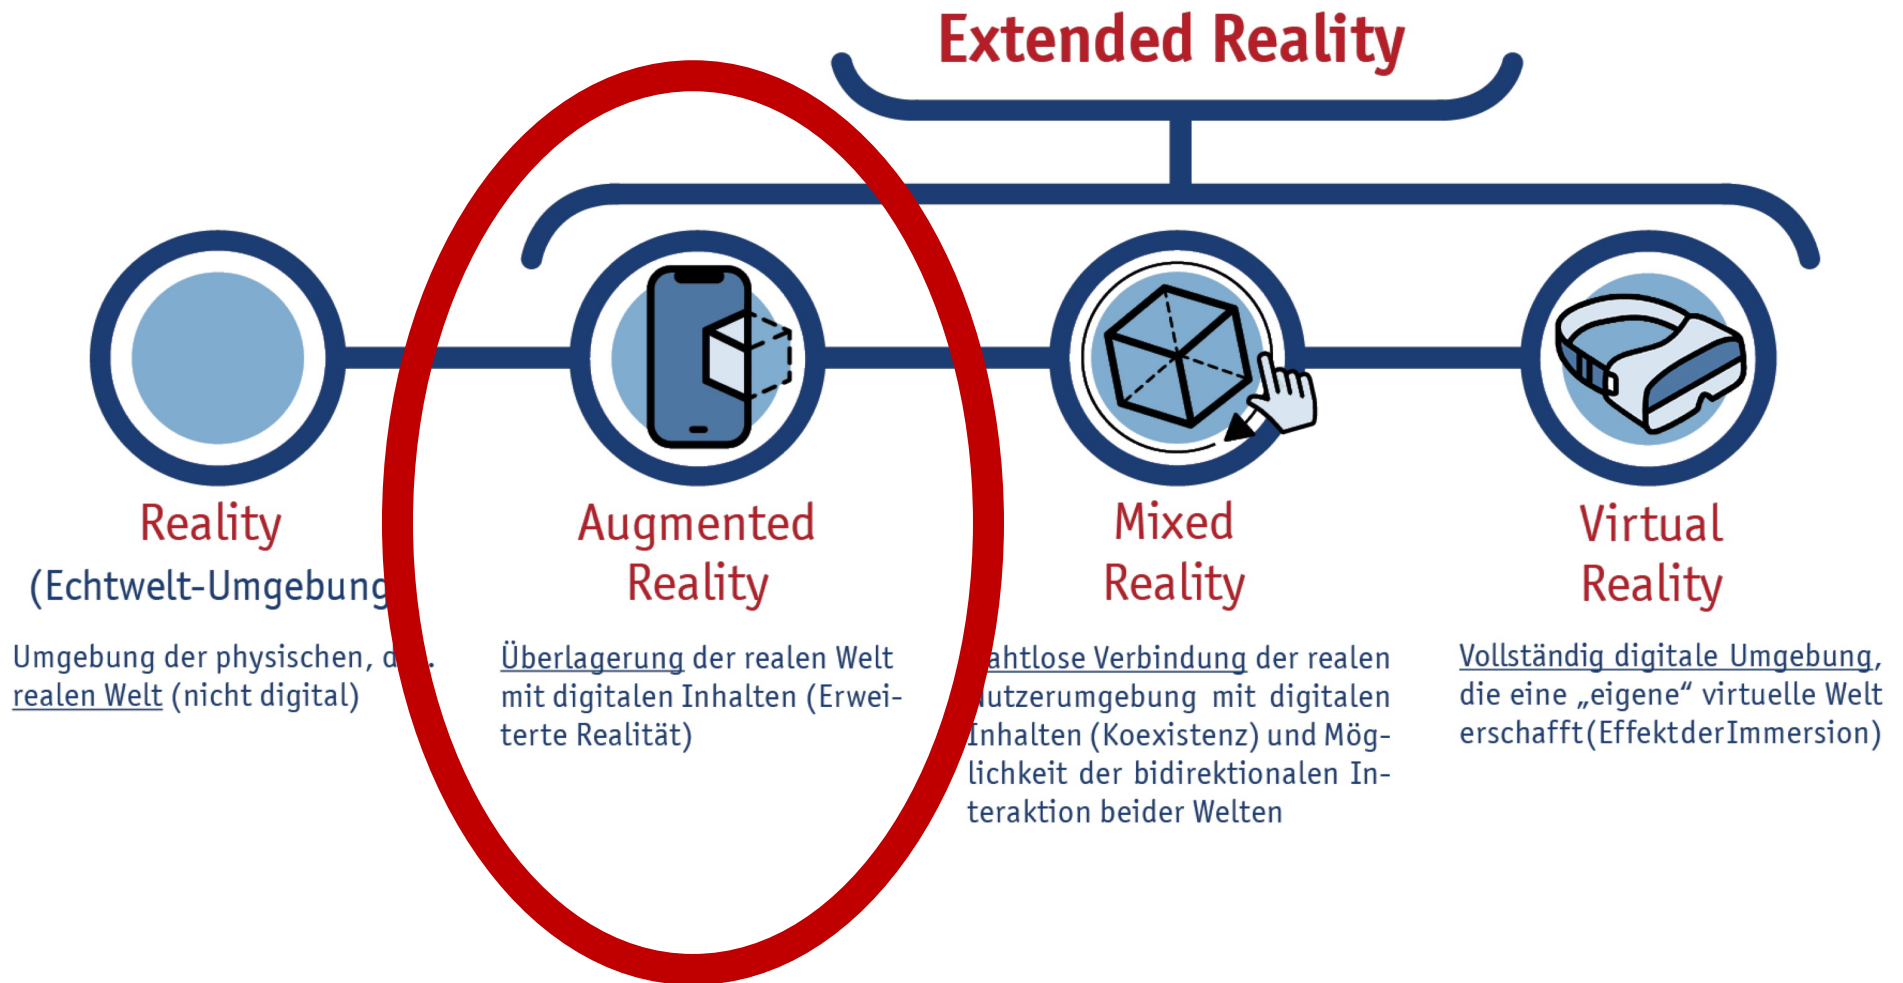 Extended Reality
Reality
(Echtwelt-Umgebung
Umgebung der physischen,
realen Welt (nicht digital)
Augmented
Reality
Überlagerung der realen Welt
mit digitalen Inhalten (Erwei-
terte Realität)
Mixed
Reality
Verbindung der realen
mit digitalen
Inhalten (Koexistenz) und Mög-
lichkeit der bidirektionalen In-
teraktion beider Welten
Virtual
Reality
Vollständig digitale Umgebung,
die eine „eigene“ virtuelle Welt
erschafft(EffektderImmersion)